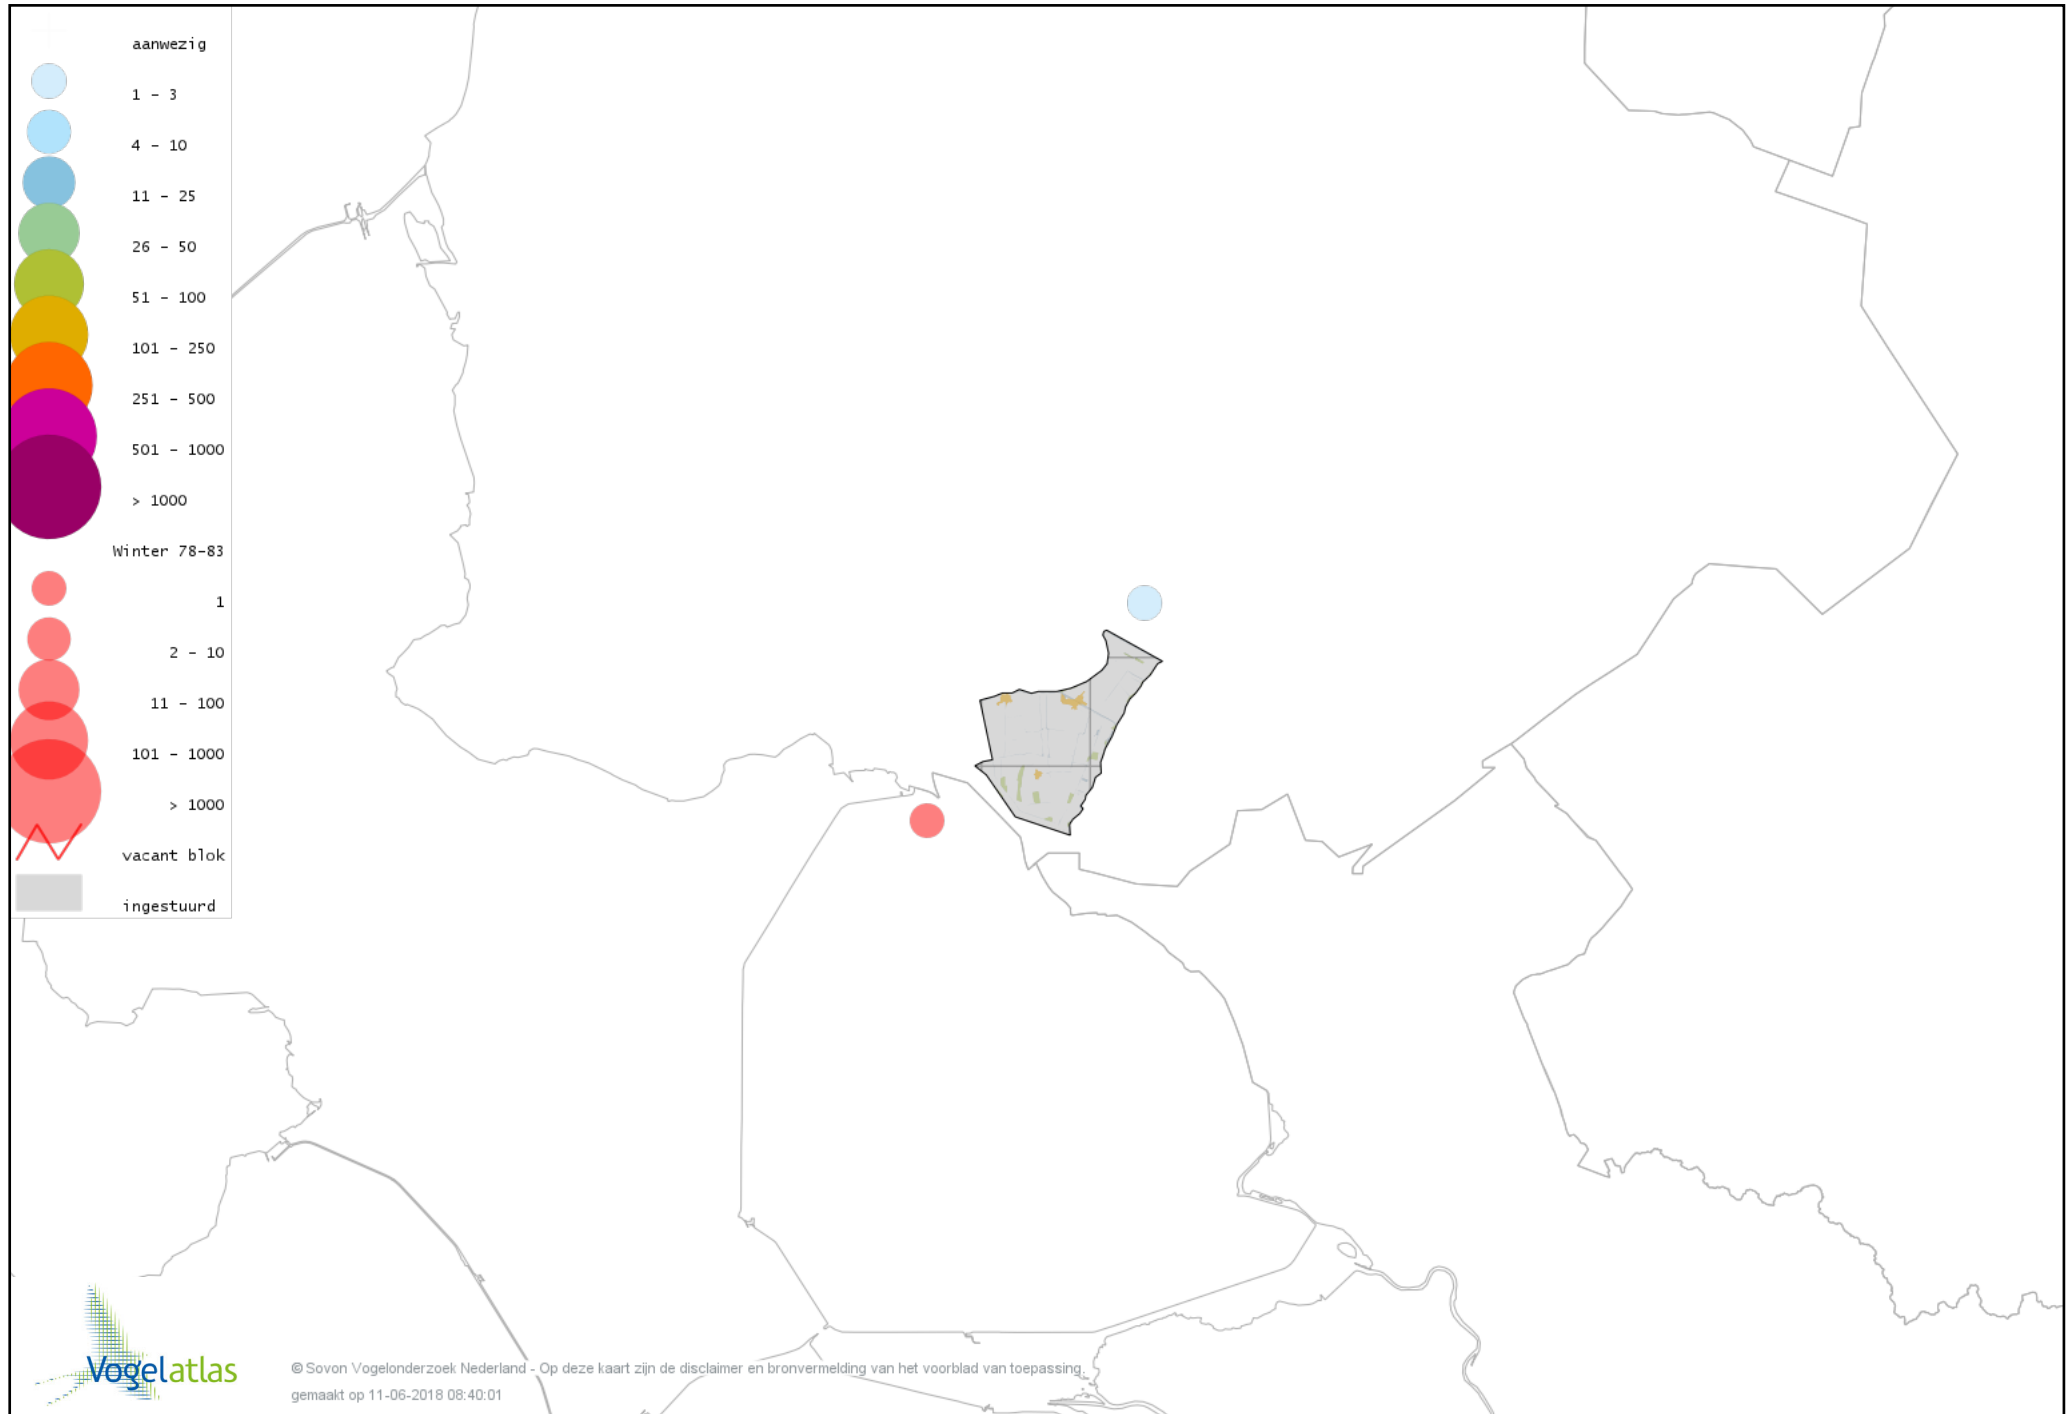 aanwezig
1 - 3
4 - 10
11 - 25
26 - 50
51 - 100
101 - 250
251 - 500
501 - 1000
> 1000
Winter 78-83
1
2 - 10
11 - 100
101 - 1000
> 1000
vacant blok
ingestuurd
Vogelatlas
© Sovon Vogelonderzoek Nederland - Op deze kaart zijn de disclaimer en bronvermelding van het voorblad van toepassing.
gemaakt op 11-06-2018 08:40:01